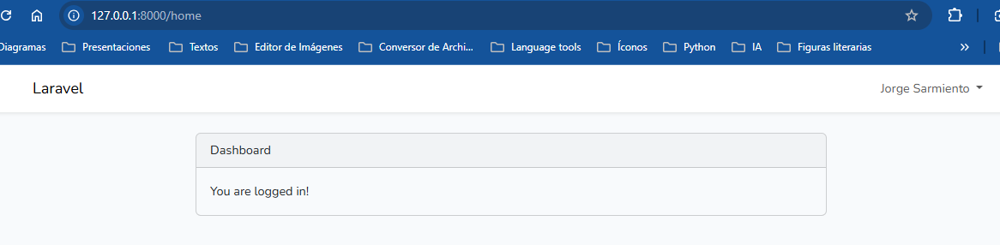 127.0.0.1:8000/home
Diagramas Presentaciones Textos Editor de Imágenes Conversor de Archi... Language tools Íconos Python IA Figuras literarias »
Laravel Jorge Sarmiento
Dashboard
You are logged in!